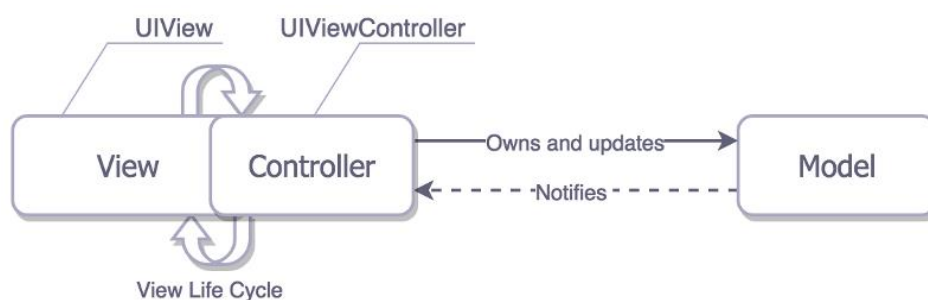 UIView
UIViewController
View
Controller
Owns and updates
Notifies
Model
View Life Cycle